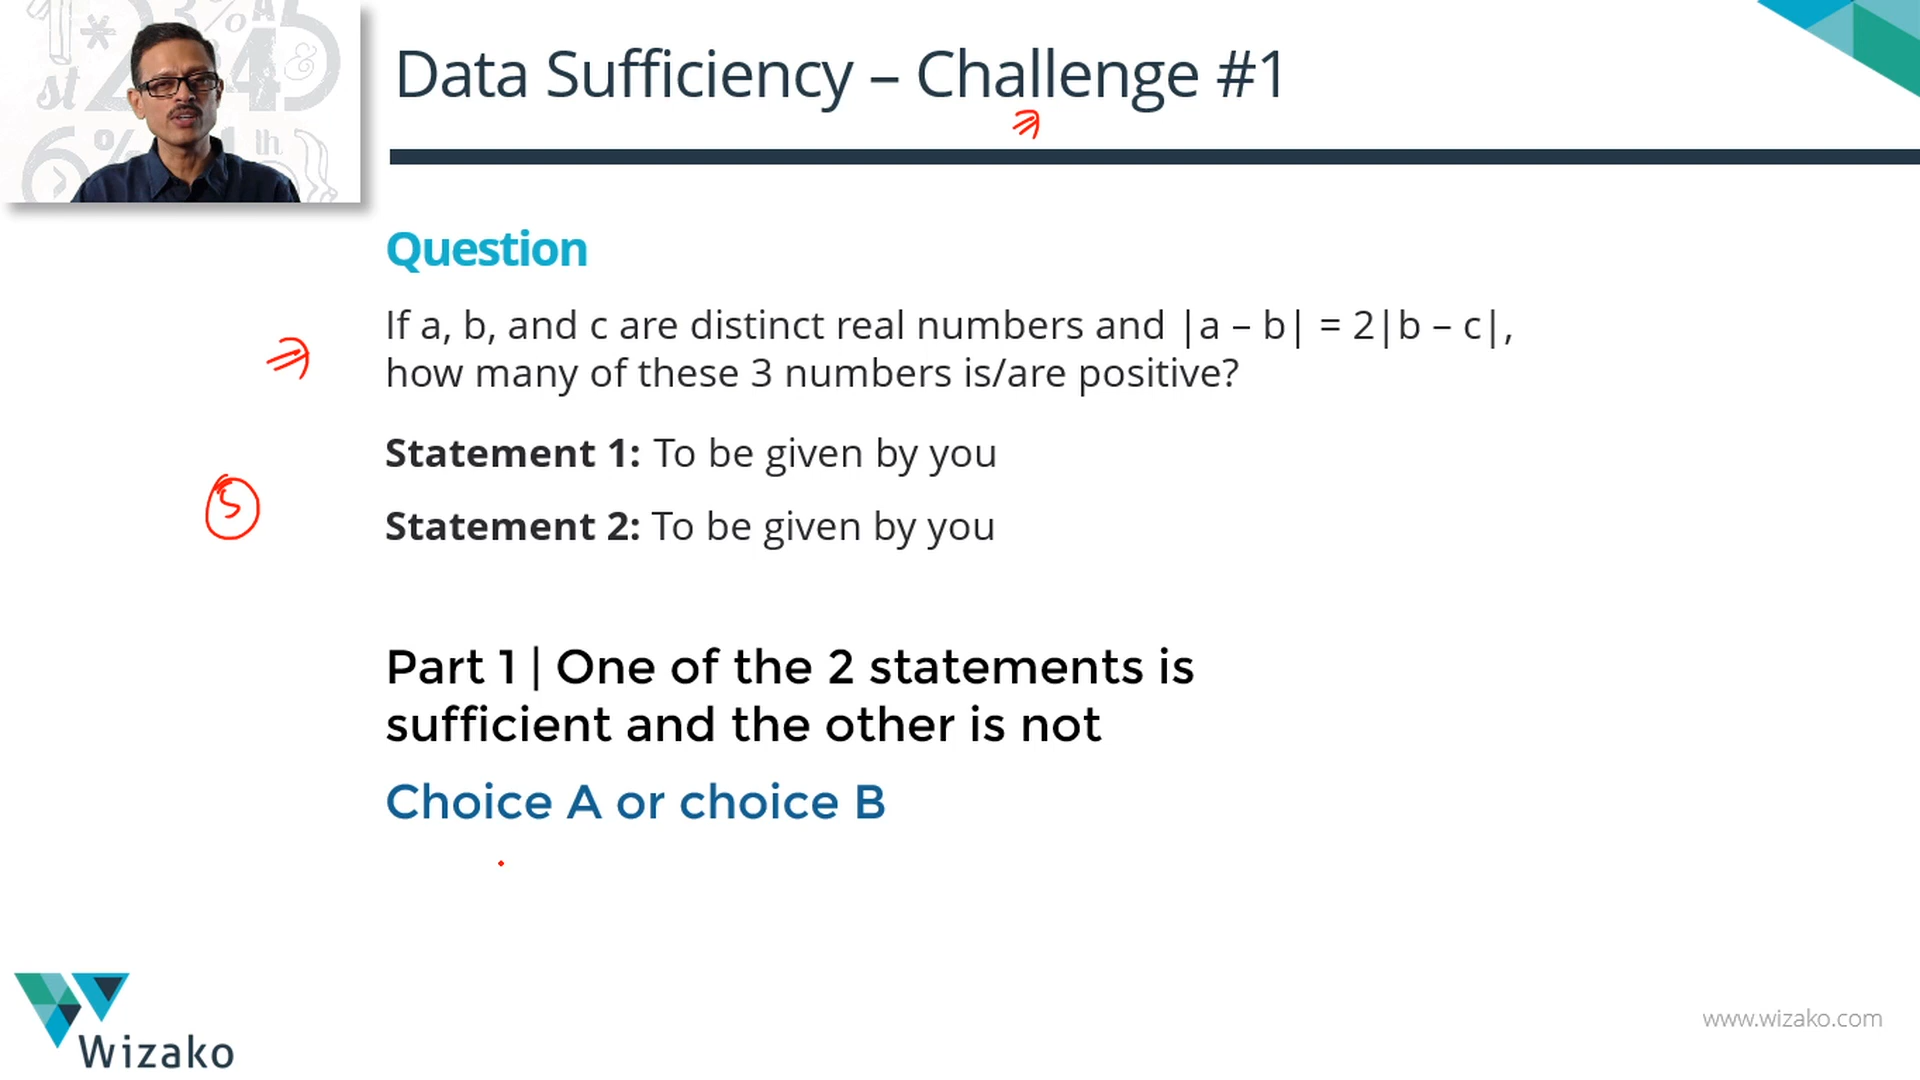 Data Sufficiency – Challenge #1
Question
If a, b, and c are distinct real numbers and |a – b| = 2|b – c|,
how many of these 3 numbers is/are positive?
Statement 1: To be given by you
5
Statement 2: To be given by you
Part 1 | One of the 2 statements is
sufficient and the other is not
Choice A or choice B
Wizako
www.wizako.com